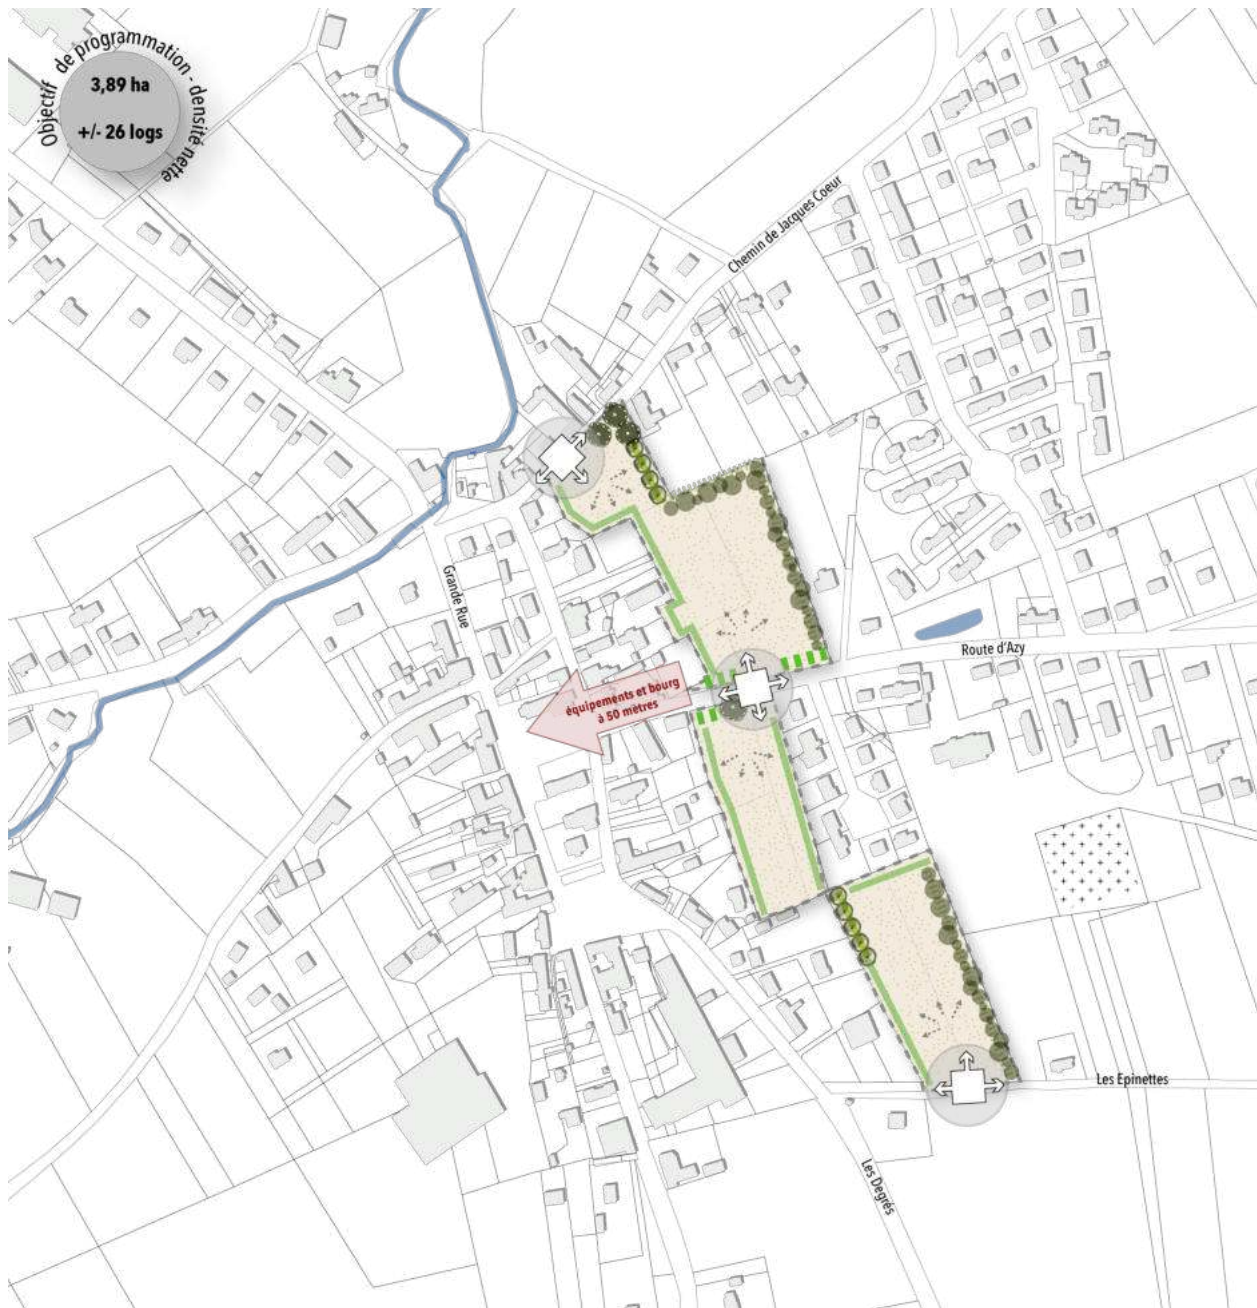 Objectif de programmation - densité nette
3,89 ha
+/- 26 logs
Chemin de Jacques Coeur
Grande Rue
Route d'Azy
équipements et bourg
à 50 mètres
Les Épinettes
Les Degrés